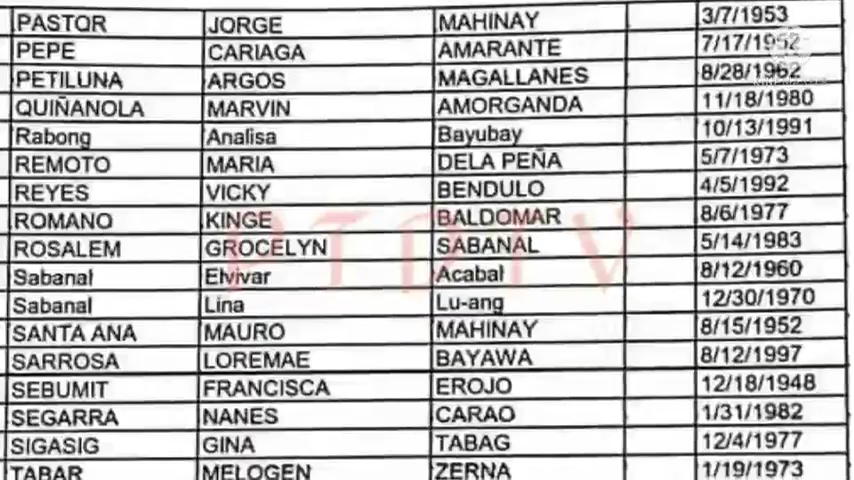 PASTOR JORGE MAHINAY 3/7/1953
PEPE CARIAGA AMARANTE 7/17/1952
PETILUNA ARGOS MAGALLANES 8/28/1962
QUIÑANOLA MARVIN AMORGANDA 11/18/1980
Rabong Analisa Bayubay 10/13/1991
REMOTO MARIA DELA PEÑA 5/7/1973
REYES VICKY BENDULO 4/5/1992
ROMANO KINGE BALDOMAR 8/6/1977
ROSALEM GROCELYN SABANAL 5/14/1983
Sabanal Elvivar Acabal 8/12/1960
Sabanal Lina Lu-ang 12/30/1970
SANTA ANA MAURO MAHINAY 8/15/1952
SARROSA LOREMAE BAYAWA 8/12/1997
SEBUMIT FRANCISCA EROJO 12/18/1948
SEGARRA NANES CARAO 1/31/1982
SIGASIG GINA TABAG 12/4/1977
TABAR MELOGEN ZERNA 1/19/1973
PTDTV